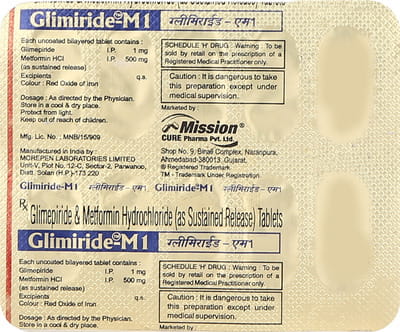 Glimiride®-M1 ग्लीमिराईड – एम1
Each uncoated bilayered tablet contains :
Glimepiride I.P. 1 mg
Metformin HCl I.P. 500 mg
(as sustained release)
Excipients q.s.
Colour : Red Oxide of Iron
Dosage : As directed by the Physician.
Store in a cool & dry place.
Protect from light.
Keep out of reach of children.
Mfg. Lic. No. : MNB/15/909
Manufactured in India by :
MOREPEN LABORATORIES LIMITED
Unit-V, Plot No. 12-C, Sector-2, Parwanoo,
Distt. Solan (H.P.)-173 220
SCHEDULE 'H' DRUG : Warning : To be
sold by retail on the prescription of a
Registered Medical Practitioner only.
Caution : It is dangerous to take
this preparation except under
medical supervision.
Marketed by :
Mission®
CURE Pharma Pvt. Ltd.
Shop No. 9, Binali Complex, Naranpura,
Ahmedabad-380013, Gujarat.
® Registered Trademark
TM - Trademark Under Registration
Glimiride®-M1 ग्लीमिराईड – एम1 Glimiride®-M1 ग्लीमिराईड – एम1
Rx Glimepiride & Metformin Hydrochloride (as Sustained Release) Tablets
Glimiride®-M1 ग्लीमिराईड – एम1
Each uncoated bilayered tablet contains :
Glimepiride I.P. 1 mg
Metformin HCl I.P. 500 mg
(as sustained release)
Excipients q.s.
Colour : Red Oxide of Iron
Dosage : As directed by the Physician.
Store in a cool & dry place.
SCHEDULE 'H' DRUG : Warning : To be
sold by retail on the prescription of a
Registered Medical Practitioner only.
Caution : It is dangerous to take
this preparation except under
medical supervision.
Marketed by :